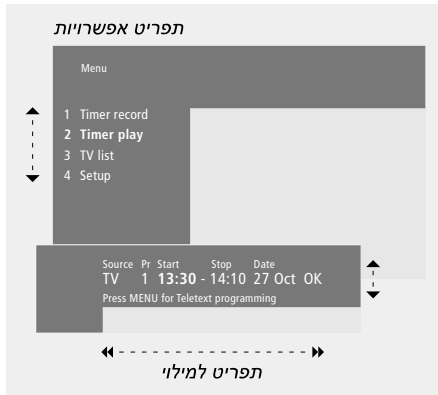 תפריט אפשרויות
Menu
1 Timer record
2 Timer play
3 TV list
4 Setup
Source Pr Start Stop Date
TV 1 13:30 - 14:10 27 Oct OK
Press MENU for Teletext programming
תפריט למילוי